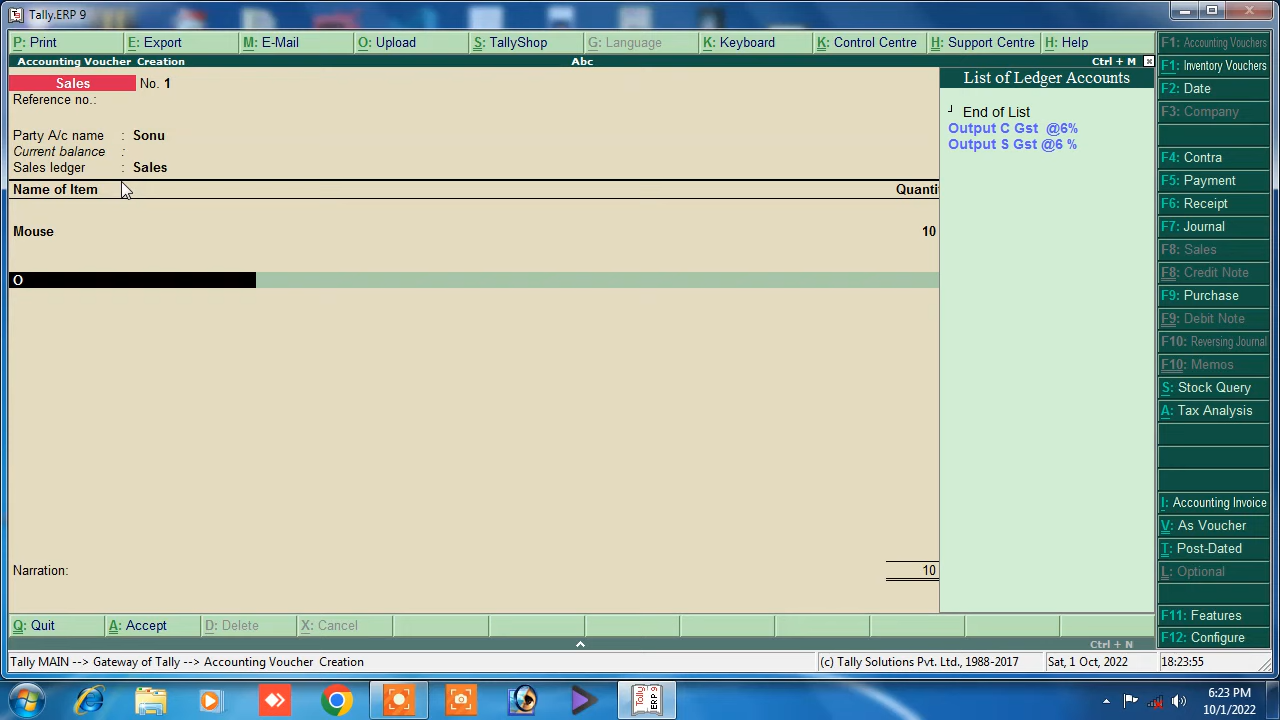 Tally.ERP 9
P: Print
E: Export
M: E-Mail
O: Upload
S: TallyShop
G: Language
K: Keyboard
K: Control Centre
H: Support Centre
H: Help
Accounting Voucher Creation
Abc
Ctrl + M
Sales
No. 1
Reference no.:
Party A/c name : Sonu
Current balance :
Sales ledger : Sales
Name of Item
Quanti
Mouse
10
O
Narration:
10
List of Ledger Accounts
End of List
Output C Gst @6%
Output S Gst @6 %
F1: Accounting Vouchers
F1: Inventory Vouchers
F2: Date
F3: Company
F4: Contra
F5: Payment
F6: Receipt
F7: Journal
F8: Sales
F8: Credit Note
F9: Purchase
F9: Debit Note
F10: Reversing Journal
F10: Memos
S: Stock Query
A: Tax Analysis
I: Accounting Invoice
V: As Voucher
T: Post-Dated
L: Optional
F11: Features
F12: Configure
Q: Quit
A: Accept
D: Delete
X: Cancel
Ctrl + N
Tally MAIN --> Gateway of Tally --> Accounting Voucher Creation
(c) Tally Solutions Pvt. Ltd., 1988-2017
Sat, 1 Oct, 2022
18:23:55
Tally
ERP 9
6:23 PM
10/1/2022